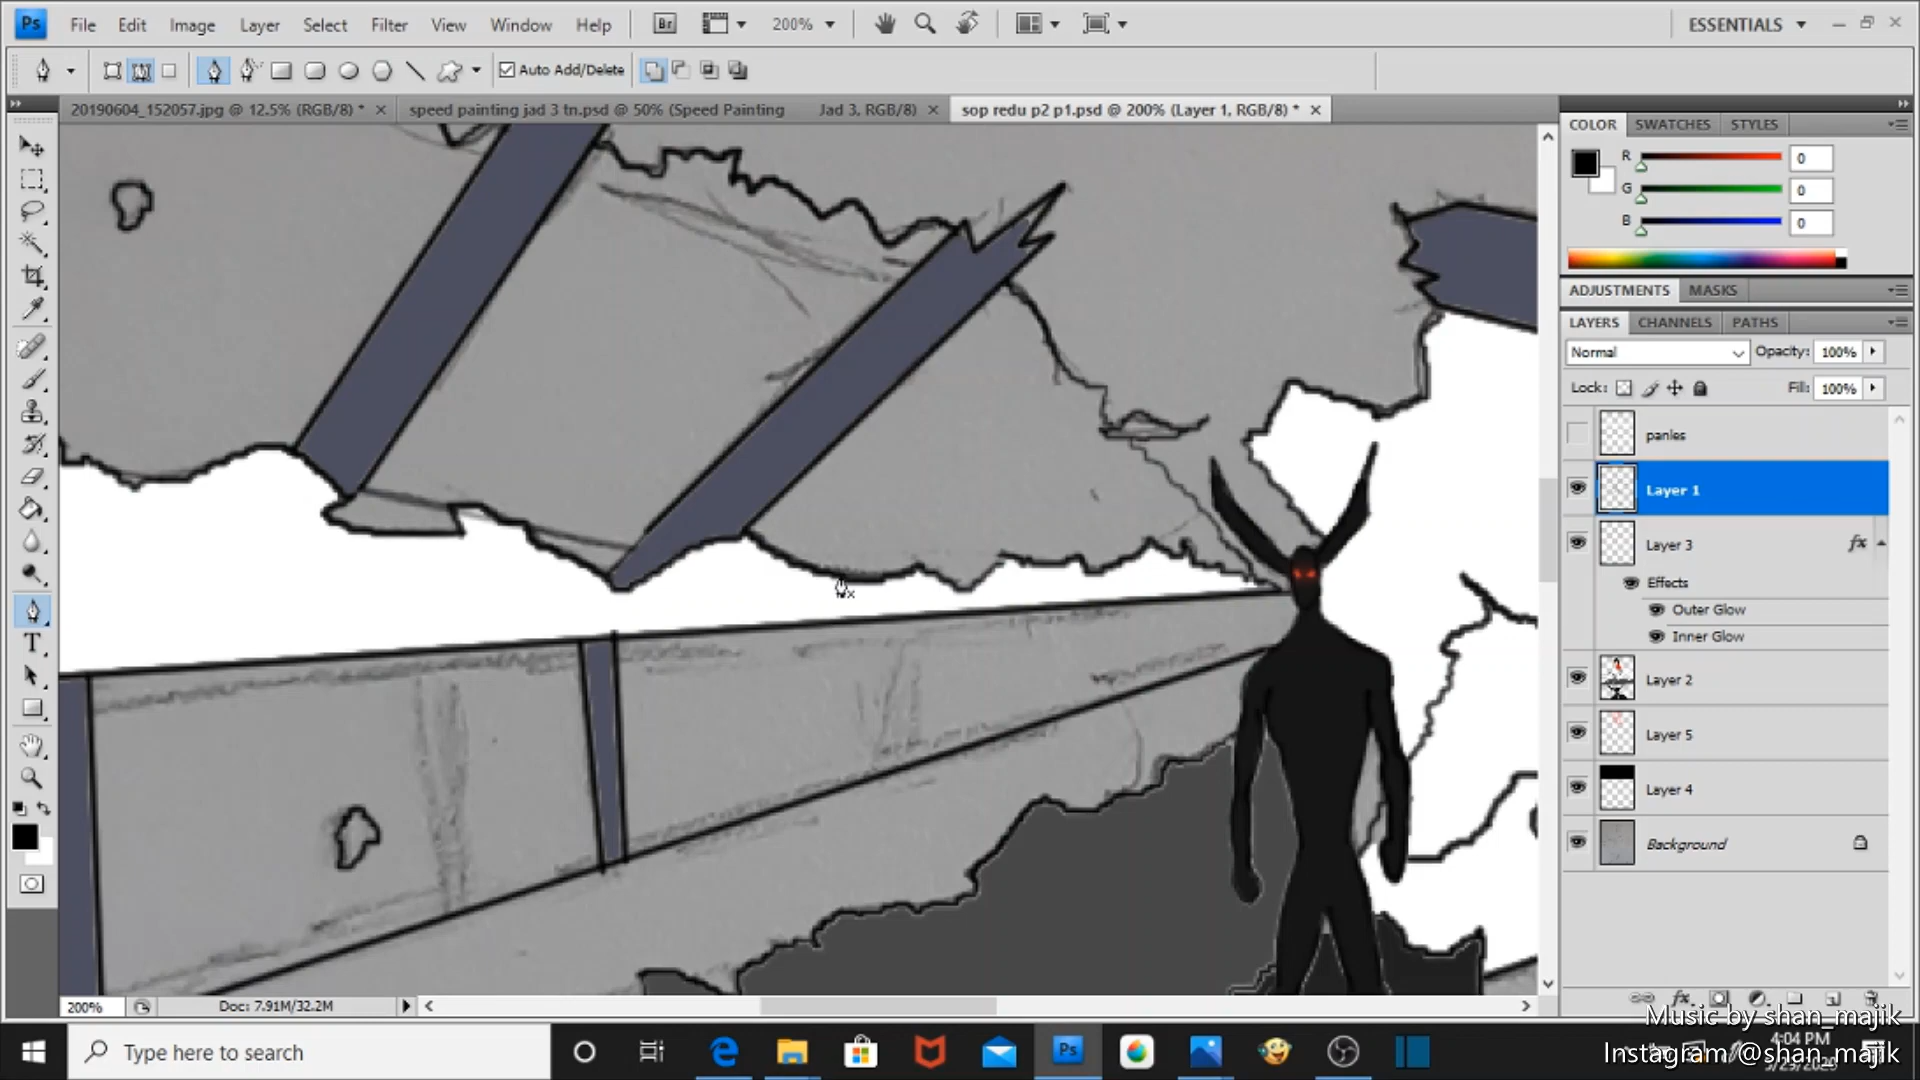 Ps File Edit Image Layer Select Filter Analysis View Window Help Br 200% ESSENTIALS
Auto Add/Delete
20190604_152057.jpg @ 12.5% (RGB/8) * speed painting jad 3 tn.psd @ 50% (Speed Painting Jad 3, RGB/8) sop redu p2 p1.psd @ 200% (Layer 1, RGB/8) *
COLOR SWATCHES STYLES
R 0
G 0
B 0
ADJUSTMENTS MASKS
LAYERS CHANNELS PATHS
Normal Opacity: 100%
Lock: Fill: 100%
panles
Layer 1
Layer 3 fx
Effects
Outer Glow
Inner Glow
Layer 2
Layer 5
Layer 4
Background
200% Doc: 7.91M/32.2M
Music by shan_majik
Type here to search Ps 4:04 PM
Instagram @shan_majik